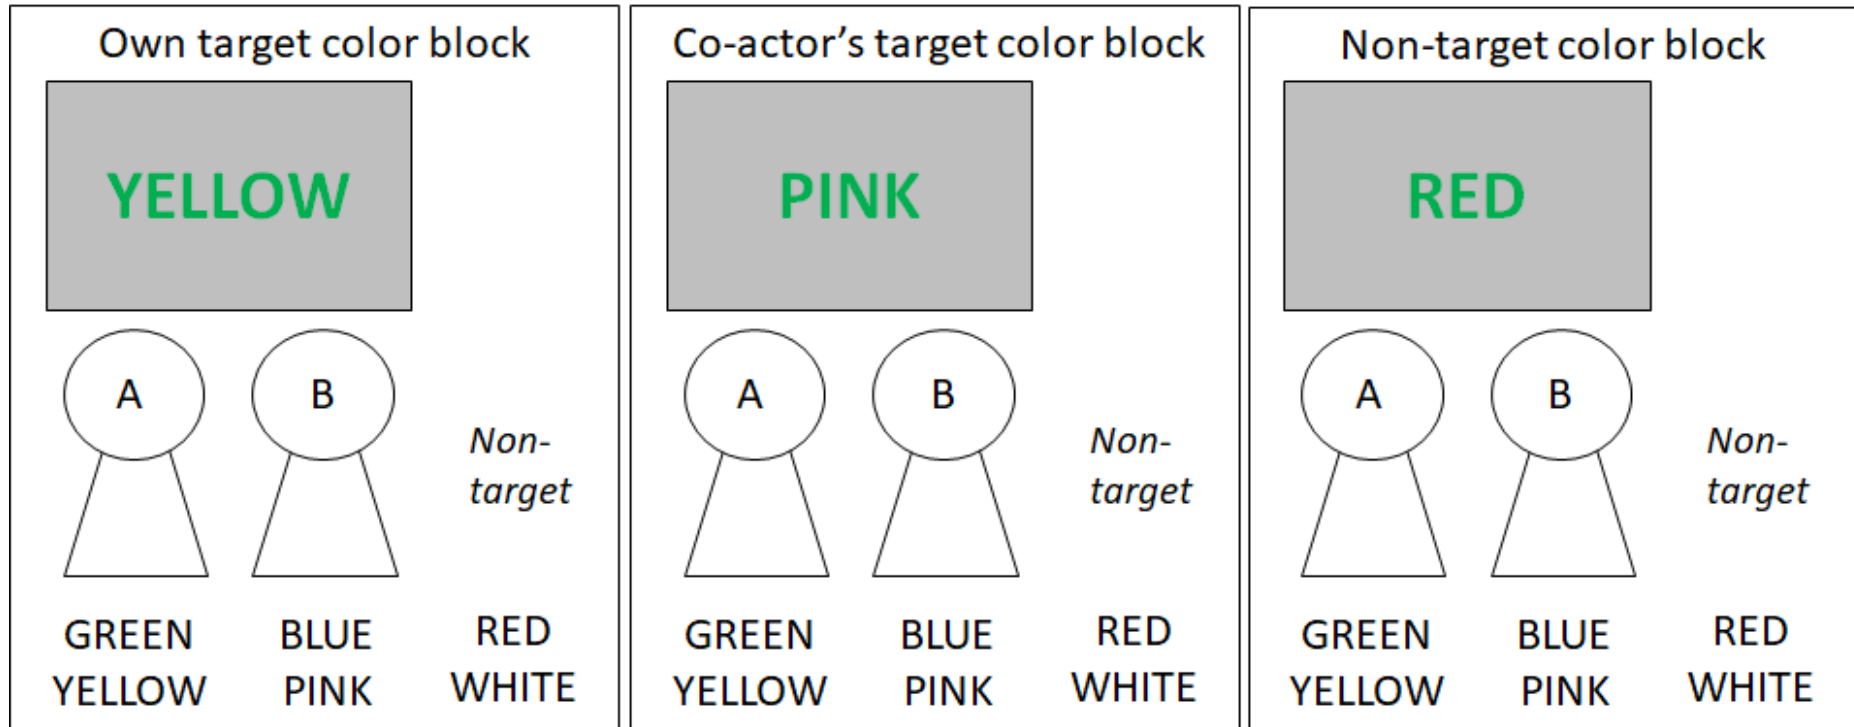 Own target color block
YELLOW
A
B
Non-
target
GREEN
YELLOW
BLUE
PINK
RED
WHITE
Co-actor’s target color block
PINK
A
B
Non-
target
GREEN
YELLOW
BLUE
PINK
RED
WHITE
Non-target color block
RED
A
B
Non-
target
GREEN
YELLOW
BLUE
PINK
RED
WHITE